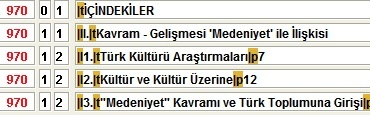 970 0 1 |tİÇİNDEKİLER
970 1 1 |lI.|tKavram - Gelişmesi 'Medeniyet' ile İlişkisi
970 1 2 |l1.|tTürk Kültürü Araştırmaları|p7
970 1 2 |l2.|tKültür ve Kültür Üzerine|p12
970 1 2 |l3.|t"Medeniyet" Kavramı ve Türk Toplumuna Girişi|p